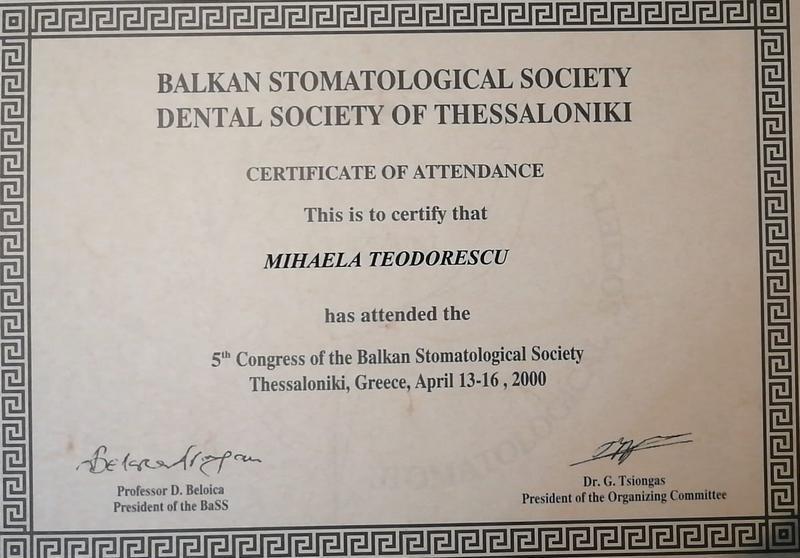 BALKAN STOMATOLOGICAL SOCIETY
DENTAL SOCIETY OF THESSALONIKI
CERTIFICATE OF ATTENDANCE
This is to certify that
MIHAELA TEODORESCU
has attended the
5th Congress of the Balkan Stomatological Society
Thessaloniki, Greece, April 13-16 , 2000
Professor D. Beloica
President of the BaSS
Dr. G. Tsiongas
President of the Organizing Committee
STOMATOLOGICAL SOCIETY